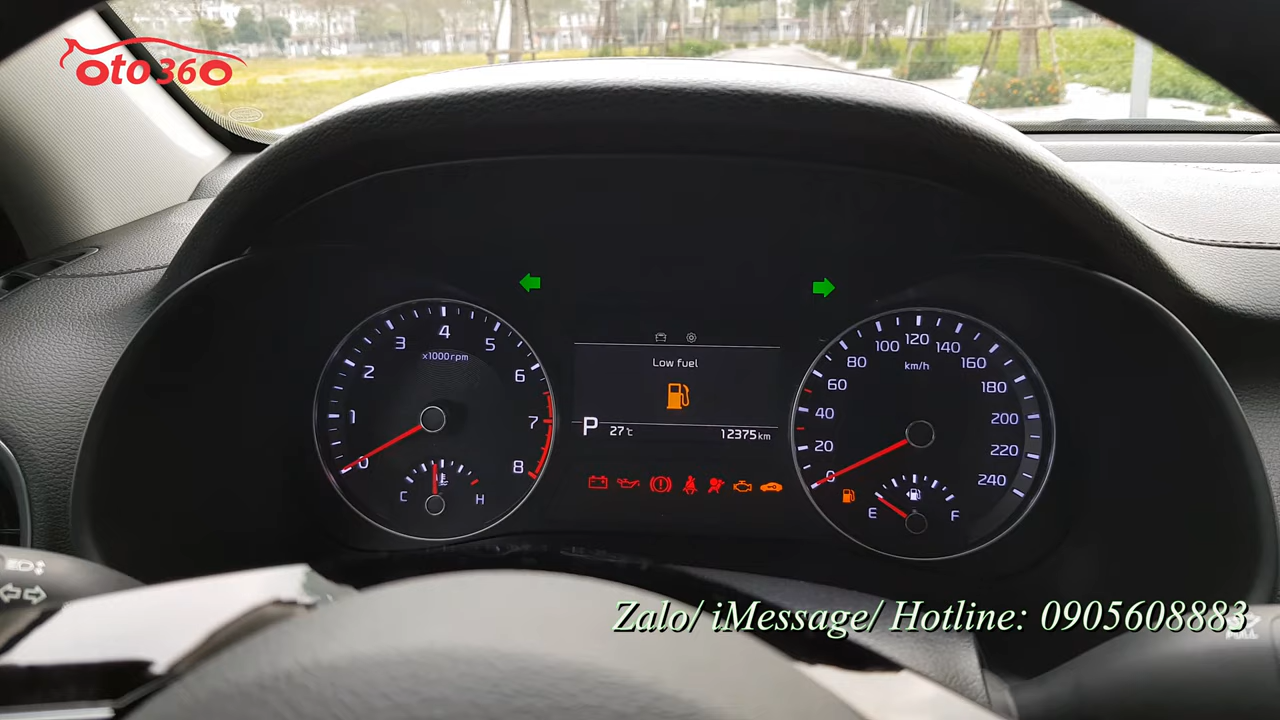 oto360
x1000rpm
0
1
2
3
4
5
6
7
8
C
H
Low fuel
P
27℃
12375km
km/h
0
20
40
60
80
100
120
140
160
180
200
220
240
E
F
Zalo/ iMessage/ Hotline: 0905608883